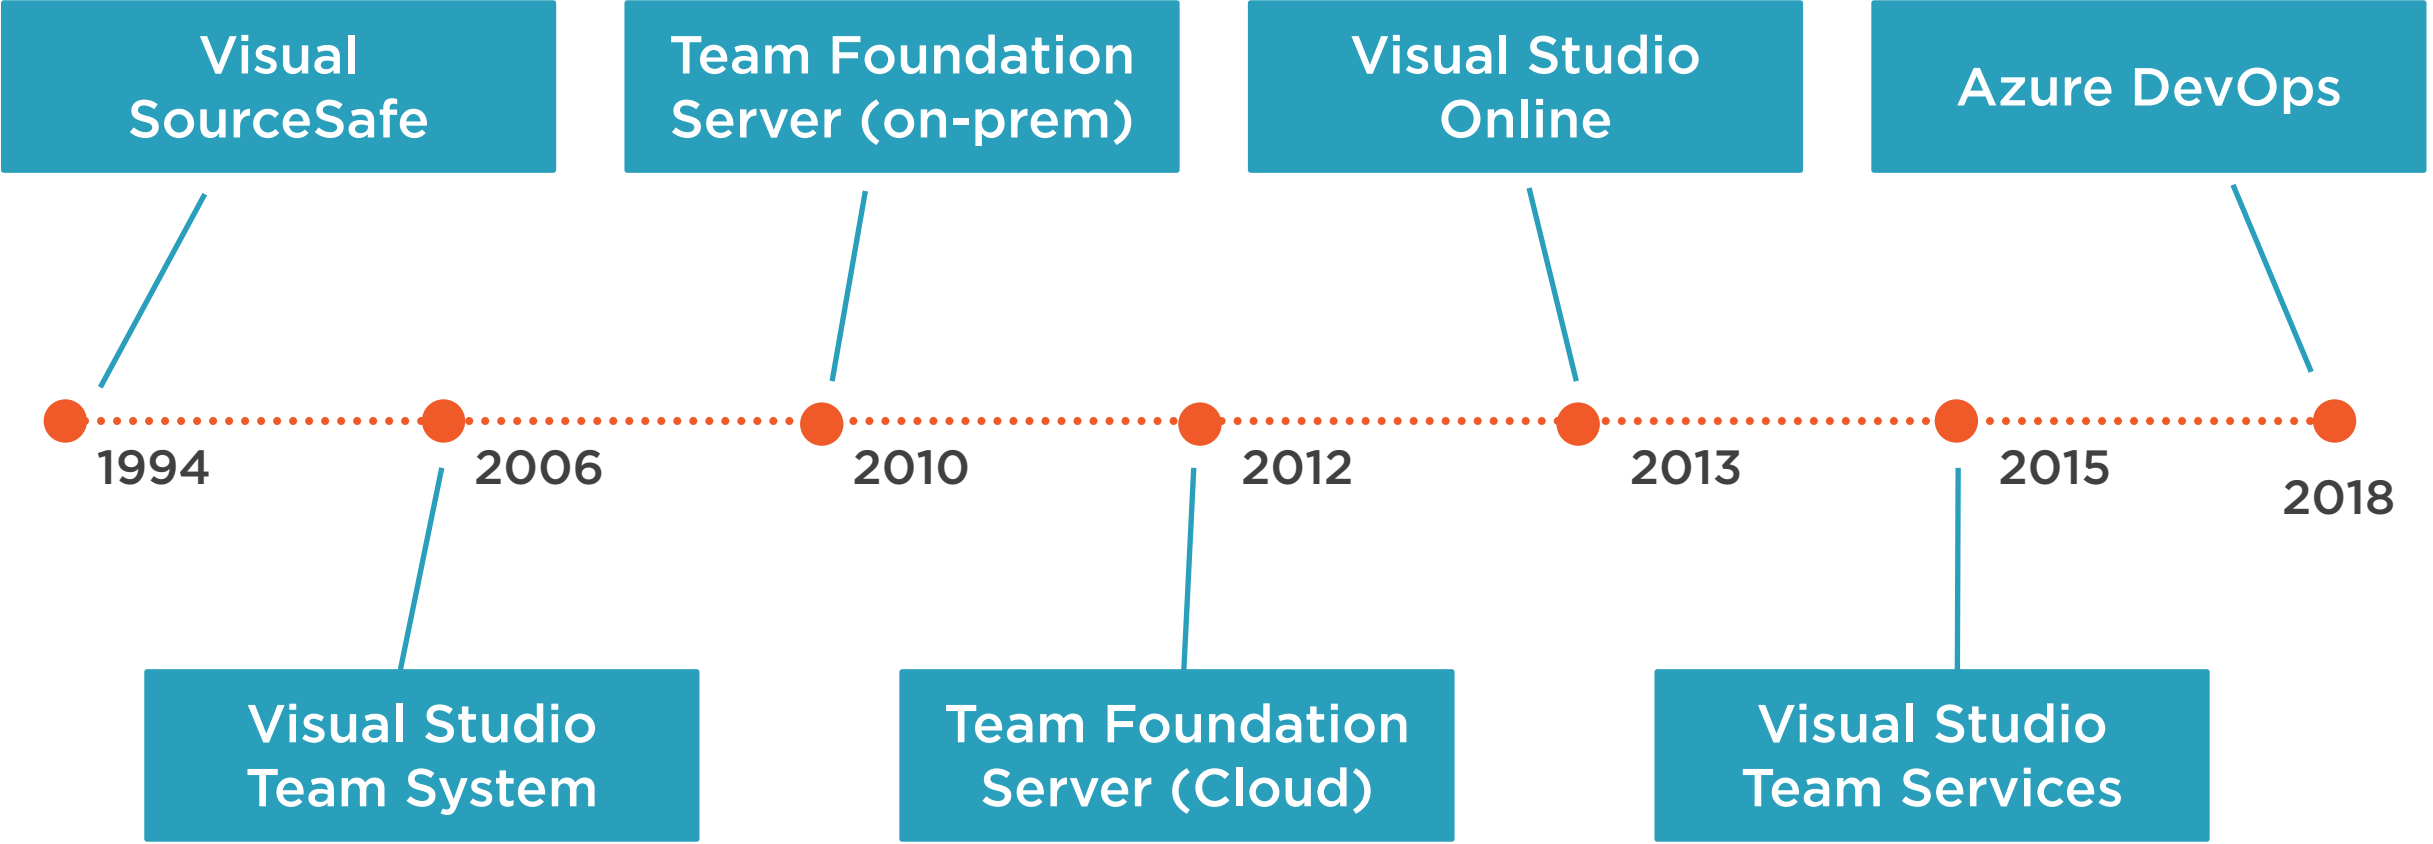 Visual
SourceSafe
Team Foundation
Server (on-prem)
Visual Studio
Online
Azure DevOps
1994
2006
2010
2012
2013
2015
2018
Visual Studio
Team System
Team Foundation
Server (Cloud)
Visual Studio
Team Services